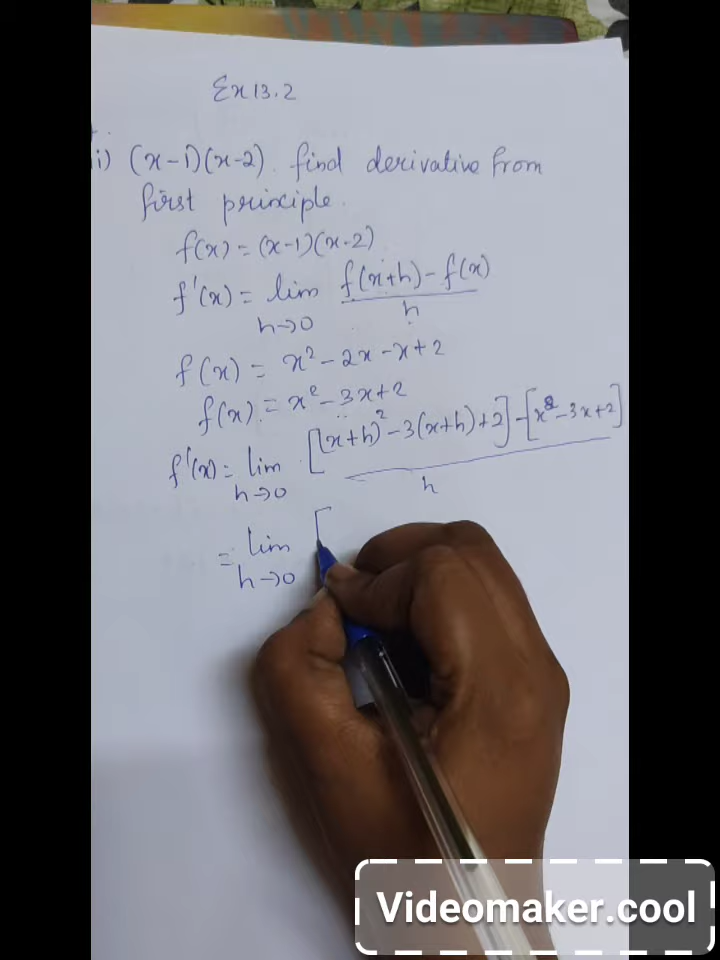 Ex 13.2
ii) (x-1)(x-2). find derivative from
first principle.
f(x) = (x-1)(x-2)
f'(x) = lim h→0 f(x+h) - f(x) / h
f(x) = x² - 2x - x + 2
f(x) = x² - 3x + 2
f'(x) = lim h→0 [(x+h)² - 3(x+h) + 2] - [x² - 3x + 2] / h
= lim h→0 [
Videomaker.cool